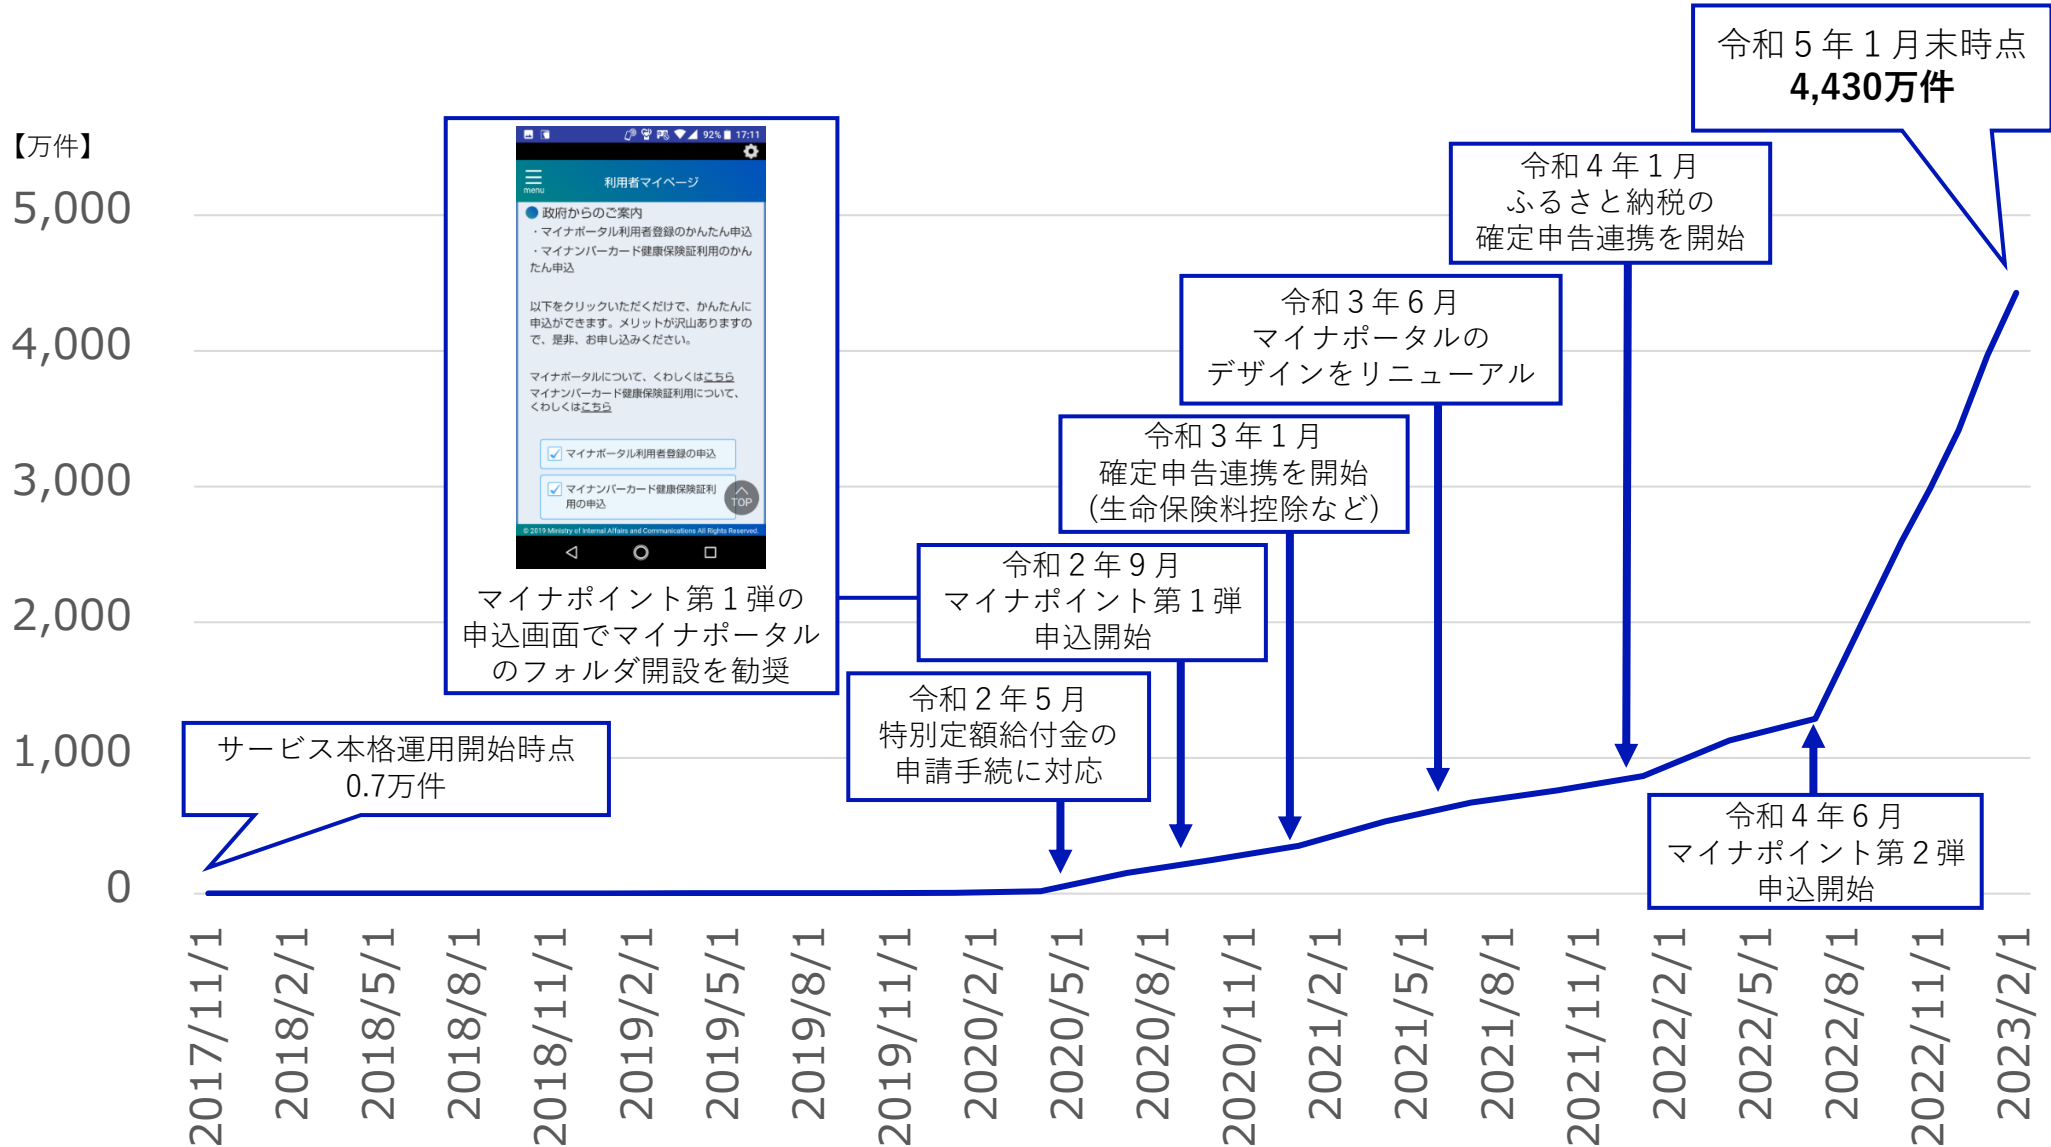 令和５年１月末時点
4,430万件
【万件】
5,000
4,000
3,000
2,000
1,000
0
92% 17:11
menu
利用者マイページ
政府からのご案内
・マイナポータル利用者登録のかんたん申込
・マイナンバーカード健康保険証利用のかん
たん申込
以下をクリックいただくだけで、かんたんに
申込ができます。メリットが沢山ありますの
で、是非、お申し込みください。
マイナポータルについて、くわしくはこちら
マイナンバーカード健康保険証利用について、
くわしくはこちら
マイナポータル利用者登録の申込
マイナンバーカード健康保険証利
用の申込
TOP
© 2019 Ministry of Internal Affairs and Communications All Rights Reserved.
マイナポイント第１弾の
申込画面でマイナポータル
のフォルダ開設を勧奨
サービス本格運用開始時点
0.7万件
令和２年５月
特別定額給付金の
申請手続に対応
令和２年９月
マイナポイント第１弾
申込開始
令和３年１月
確定申告連携を開始
(生命保険料控除など)
令和３年６月
マイナポータルの
デザインをリニューアル
令和４年１月
ふるさと納税の
確定申告連携を開始
令和４年６月
マイナポイント第２弾
申込開始
2017/11/1
2018/2/1
2018/5/1
2018/8/1
2018/11/1
2019/2/1
2019/5/1
2019/8/1
2019/11/1
2020/2/1
2020/5/1
2020/8/1
2020/11/1
2021/2/1
2021/5/1
2021/8/1
2021/11/1
2022/2/1
2022/5/1
2022/8/1
2022/11/1
2023/2/1